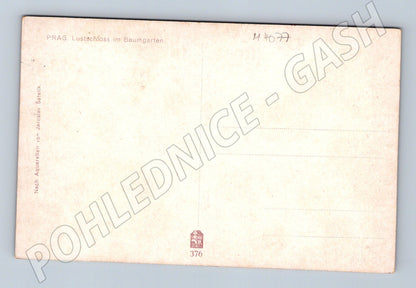 PRAG. Lustschloss im Baumgarten.
M 4077
Nach Aquarellen von Jaroslav Šetelík.
376
POHLEDNICE - GASH